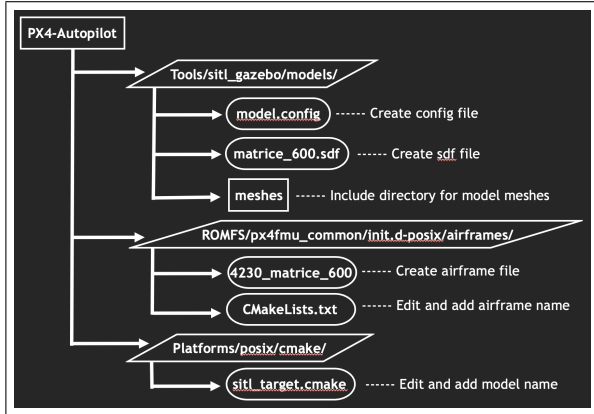 PX4-Autopilot
Tools/sitl_gazebo/models/
model.config ------ Create config file
matrice_600.sdf ------ Create sdf file
meshes ------ Include directory for model meshes
ROMFS/px4fmu_common/init.d-posix/airframes/
4230_matrice_600 ------ Create airframe file
CMakeLists.txt ------ Edit and add airframe name
Platforms/posix/cmake/
sitl_target.cmake ------ Edit and add model name